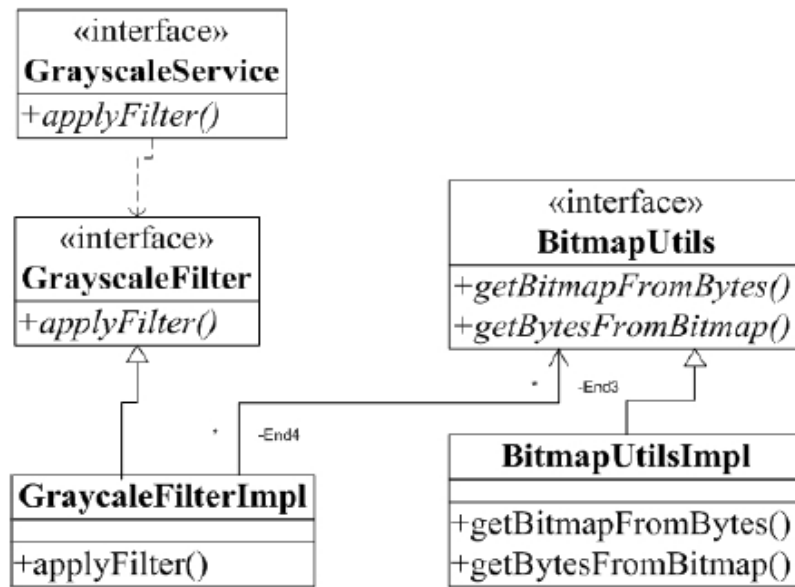 «interface»
GrayscaleService
+applyFilter()
«interface»
GrayscaleFilter
+applyFilter()
«interface»
BitmapUtils
+getBitmapFromBytes()
+getBytesFromBitmap()
* -End3
* -End4
GraycaleFilterImpl
+applyFilter()
BitmapUtilsImpl
+getBitmapFromBytes()
+getBytesFromBitmap()